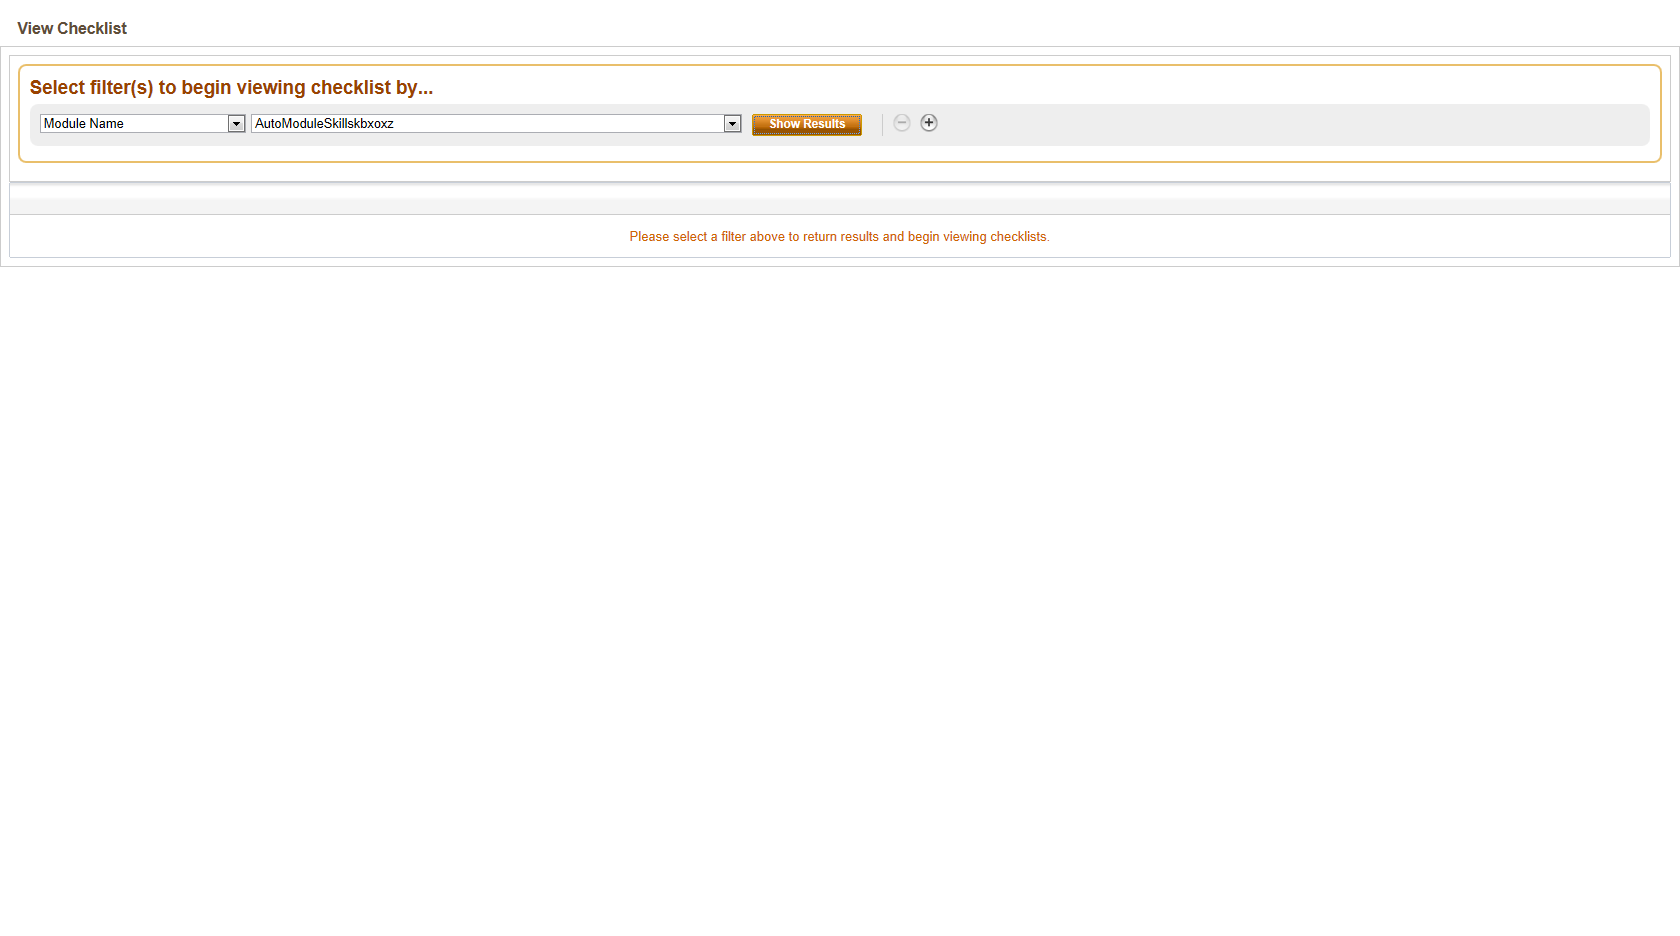 View Checklist
Select filter(s) to begin viewing checklist by...
Module Name AutoModuleSkillskbxoxz Show Results
Please select a filter above to return results and begin viewing checklists.